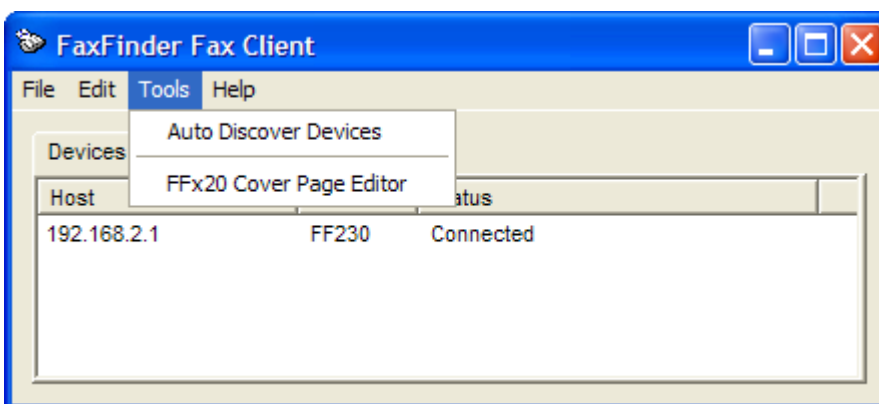 FaxFinder Fax Client
File Edit Tools Help
Auto Discover Devices
Devices
FFx20 Cover Page Editor
Host atus
192.168.2.1 FF230 Connected